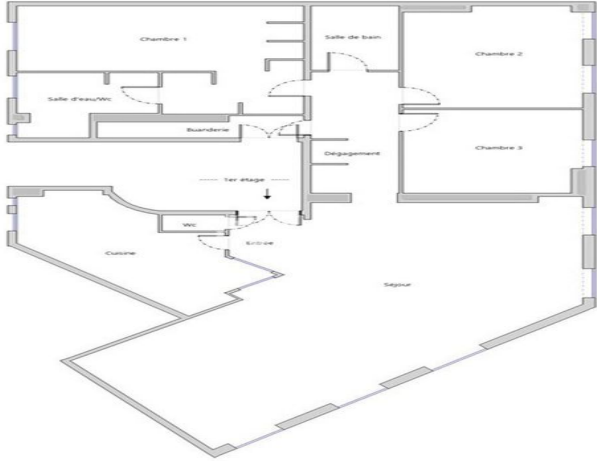 Chambre 1
Salle de bain
Chambre 2
Salle d'eau/Wc
Buanderie
Chambre 3
Dégagement
1er étage
Wc
Entrée
Cuisine
Séjour